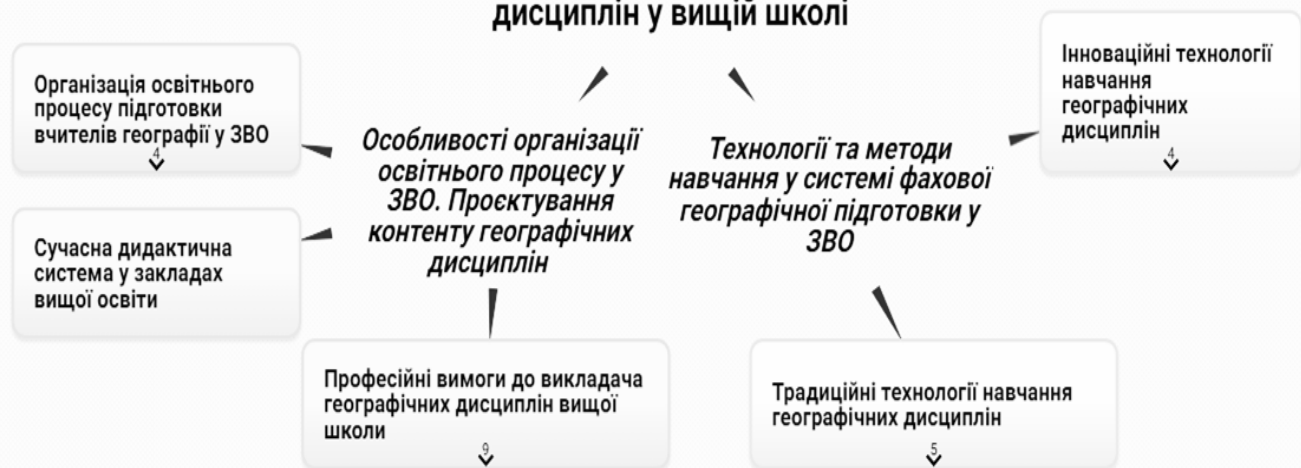 дисциплін у вищій школі
Організація освітнього
процесу підготовки
вчителів географії у ЗВО
4
Сучасна дидактична
система у закладах
вищої освіти
Особливості організації
освітнього процесу у
ЗВО. Проєктування
контенту географічних
дисциплін
Професійні вимоги до викладача
географічних дисциплін вищої
школи
9
Технології та методи
навчання у системі фахової
географічної підготовки у
ЗВО
Інноваційні технології
навчання
географічних
дисциплін
4
Традиційні технології навчання
географічних дисциплін
5